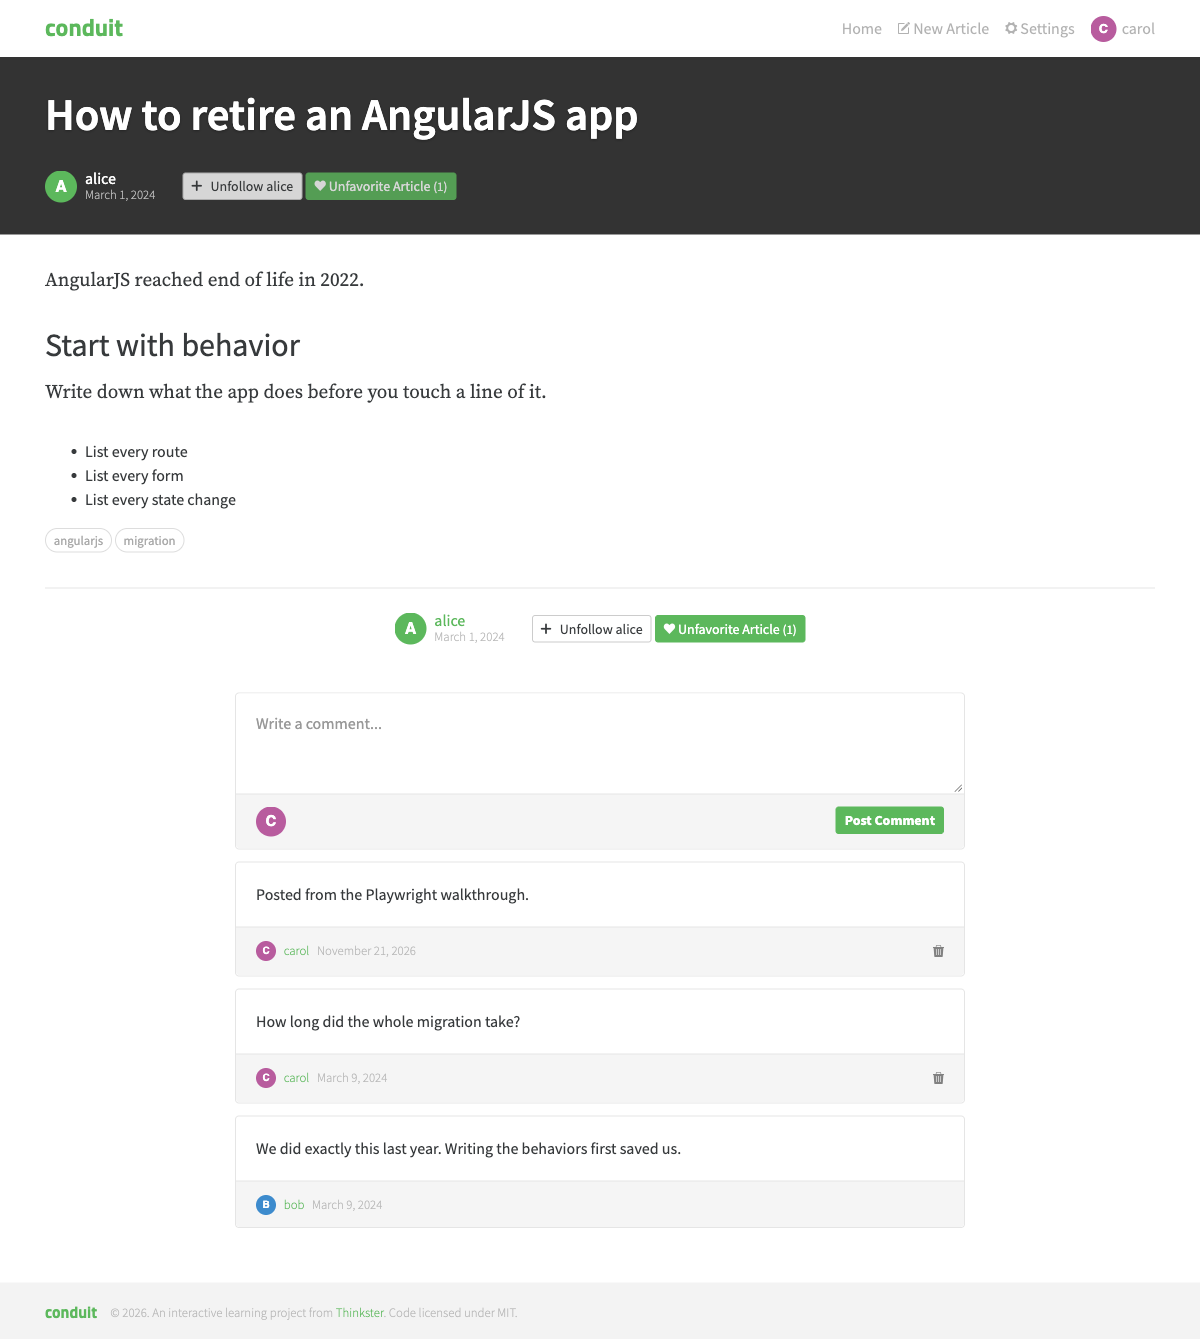 conduit
Home New Article Settings C carol
How to retire an AngularJS app
A alice
March 1, 2024
Unfollow alice Unfavorite Article (1)
AngularJS reached end of life in 2022.
Start with behavior
Write down what the app does before you touch a line of it.
• List every route
• List every form
• List every state change
angularjs migration
A alice
March 1, 2024
Unfollow alice Unfavorite Article (1)
Write a comment...
C Post Comment
Posted from the Playwright walkthrough.
C carol November 21, 2026
How long did the whole migration take?
C carol March 9, 2024
We did exactly this last year. Writing the behaviors first saved us.
B bob March 9, 2024
conduit © 2026. An interactive learning project from Thinkster. Code licensed under MIT.